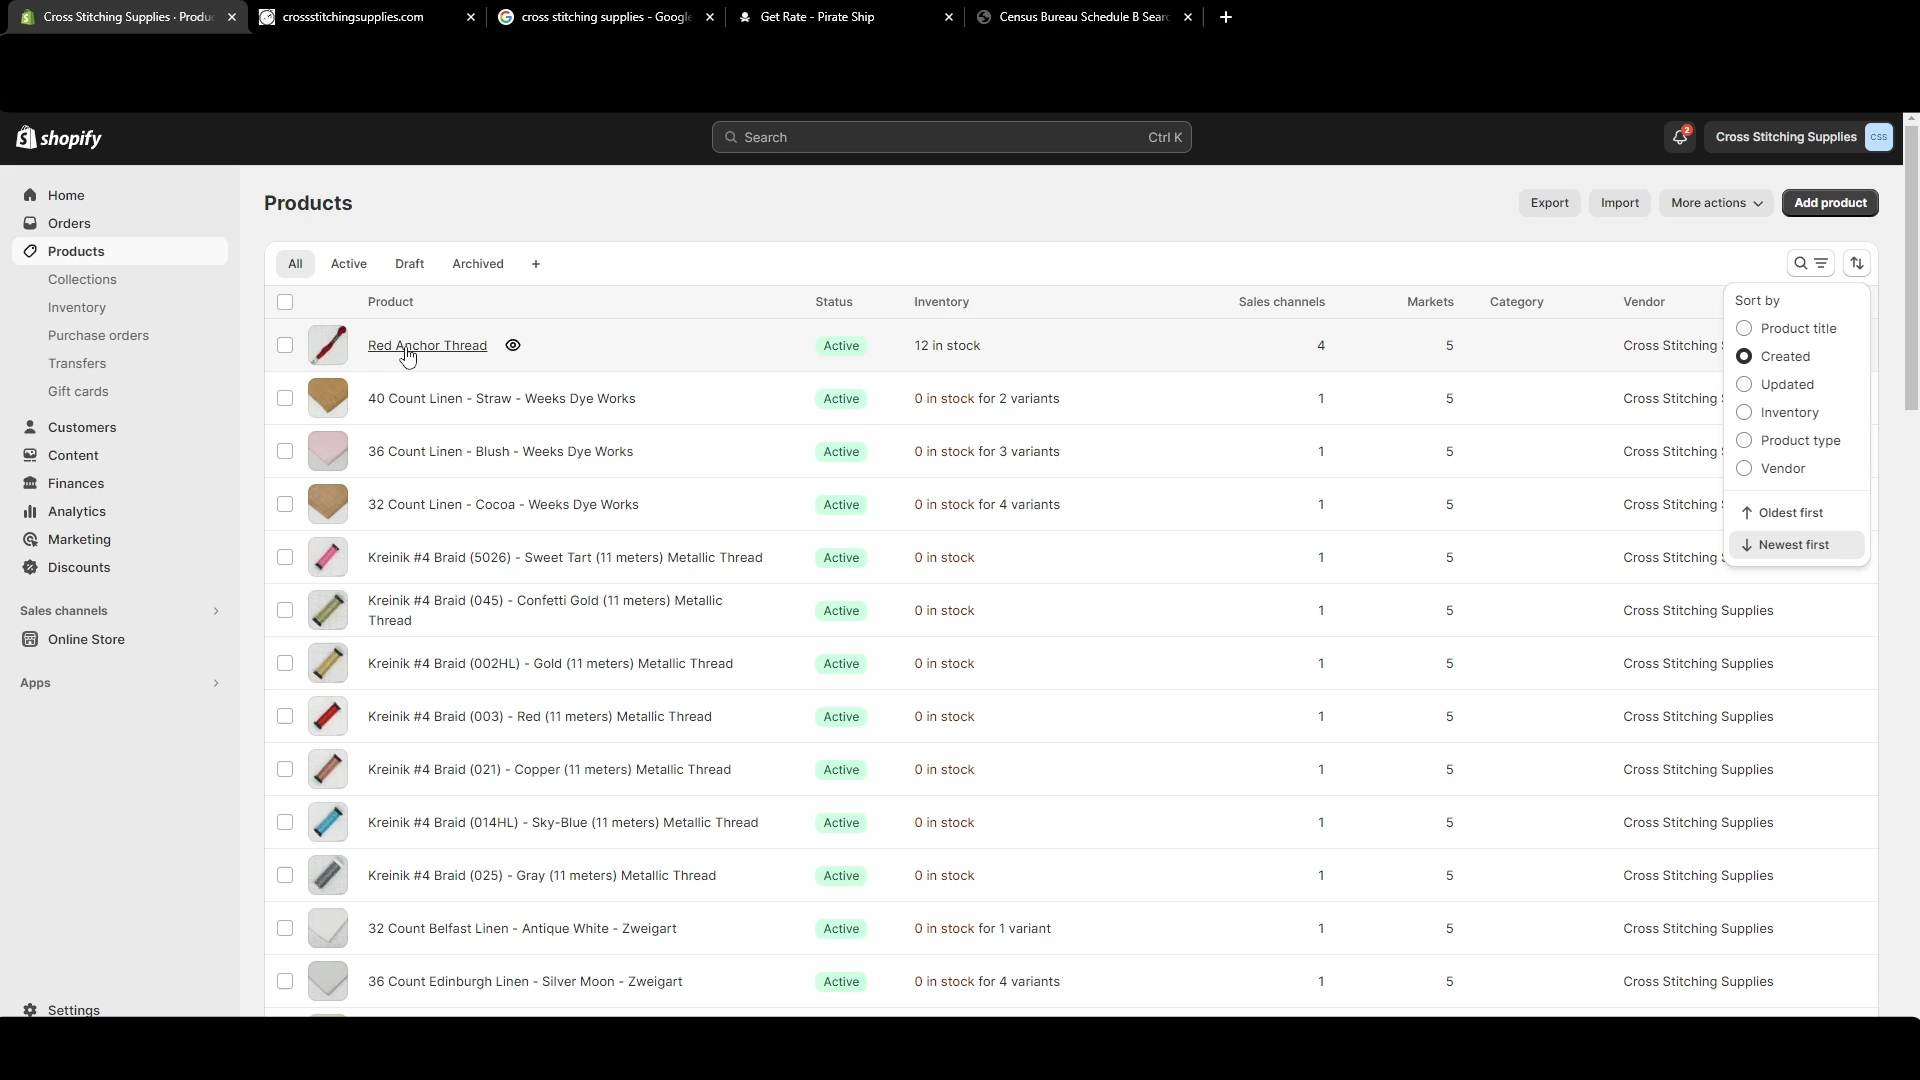 Cross Stitching Supplies · Produc
crossstitchingsupplies.com
cross stitching supplies - Google
Get Rate - Pirate Ship
Census Bureau Schedule B Searc
shopify
Search
Ctrl K
2
Cross Stitching Supplies
CSS
Home
Orders
Products
Collections
Inventory
Purchase orders
Transfers
Gift cards
Customers
Content
Finances
Analytics
Marketing
Discounts
Sales channels
Online Store
Apps
Settings
Products
Export
Import
More actions
Add product
All
Active
Draft
Archived
+
Product
Status
Inventory
Sales channels
Markets
Category
Vendor
Red Anchor Thread Active 12 in stock 4 5 Cross Stitching S
40 Count Linen - Straw - Weeks Dye Works Active 0 in stock for 2 variants 1 5 Cross Stitching S
36 Count Linen - Blush - Weeks Dye Works Active 0 in stock for 3 variants 1 5 Cross Stitching S
32 Count Linen - Cocoa - Weeks Dye Works Active 0 in stock for 4 variants 1 5 Cross Stitching S
Kreinik #4 Braid (5026) - Sweet Tart (11 meters) Metallic Thread Active 0 in stock 1 5 Cross Stitching S
Kreinik #4 Braid (045) - Confetti Gold (11 meters) Metallic
Thread
Active 0 in stock 1 5 Cross Stitching Supplies
Kreinik #4 Braid (002HL) - Gold (11 meters) Metallic Thread Active 0 in stock 1 5 Cross Stitching Supplies
Kreinik #4 Braid (003) - Red (11 meters) Metallic Thread Active 0 in stock 1 5 Cross Stitching Supplies
Kreinik #4 Braid (021) - Copper (11 meters) Metallic Thread Active 0 in stock 1 5 Cross Stitching Supplies
Kreinik #4 Braid (014HL) - Sky-Blue (11 meters) Metallic Thread Active 0 in stock 1 5 Cross Stitching Supplies
Kreinik #4 Braid (025) - Gray (11 meters) Metallic Thread Active 0 in stock 1 5 Cross Stitching Supplies
32 Count Belfast Linen - Antique White - Zweigart Active 0 in stock for 1 variant 1 5 Cross Stitching Supplies
36 Count Edinburgh Linen - Silver Moon - Zweigart Active 0 in stock for 4 variants 1 5 Cross Stitching Supplies
Sort by
Product title
Created
Updated
Inventory
Product type
Vendor
↑ Oldest first
↓ Newest first